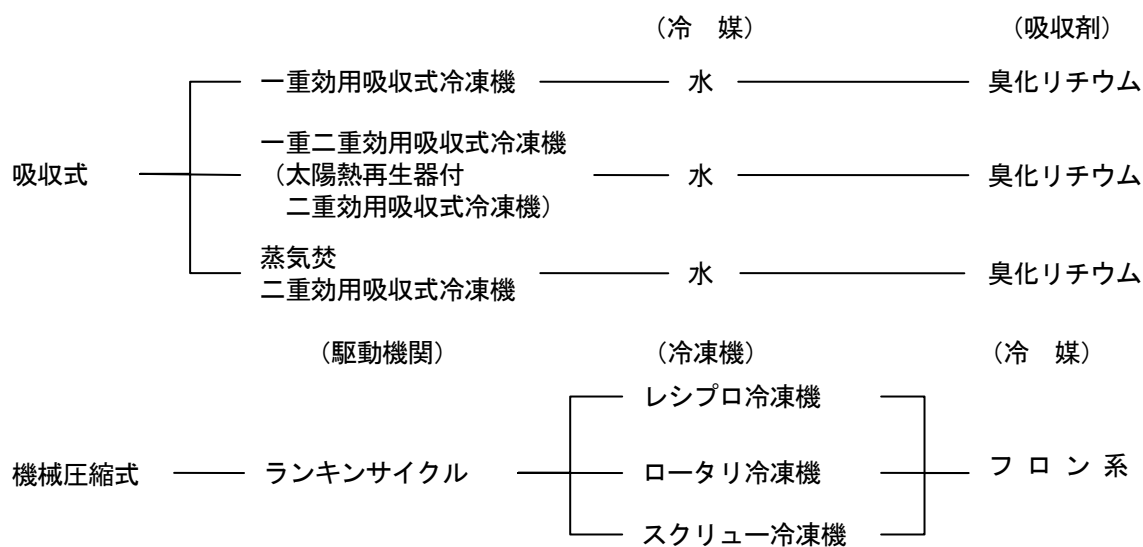 （冷　媒）　（吸収剤）
一重効用吸収式冷凍機　水　臭化リチウム
一重二重効用吸収式冷凍機
吸収式　（太陽熱再生器付　水　臭化リチウム
二重効用吸収式冷凍機）
蒸気焚
二重効用吸収式冷凍機　水　臭化リチウム
（駆動機関）　（冷凍機）　（冷　媒）
レシプロ冷凍機
機械圧縮式　ランキンサイクル　ロータリ冷凍機　フ ロ ン 系
スクリュー冷凍機